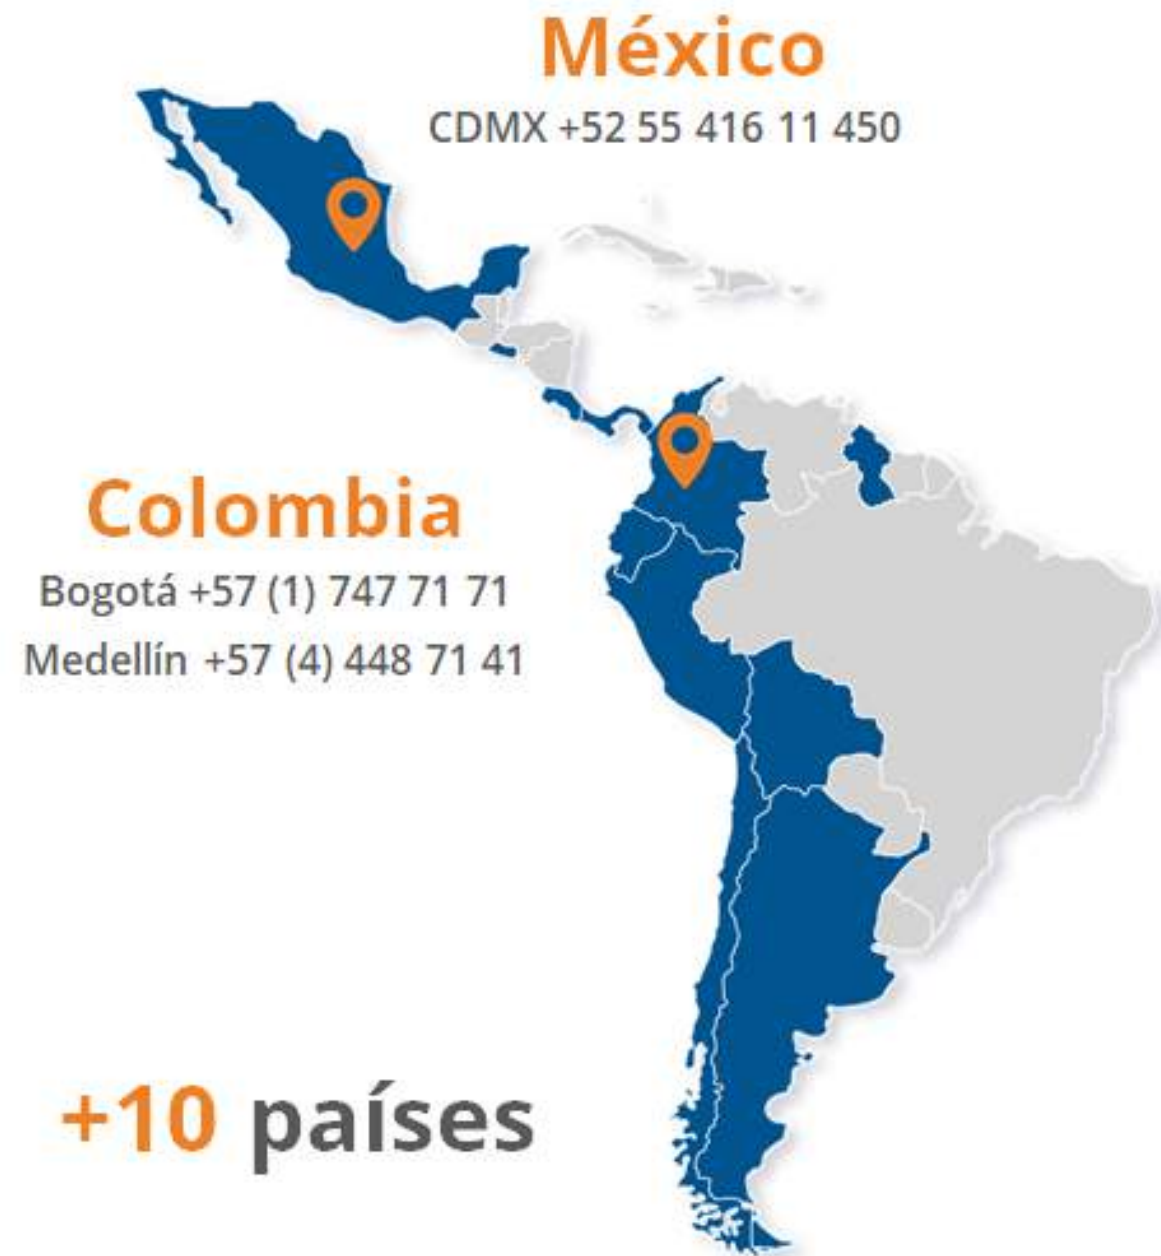 México
CDMX +52 55 416 11 450
Colombia
Bogotá +57 (1) 747 71 71
Medellín +57 (4) 448 71 41
+10 países